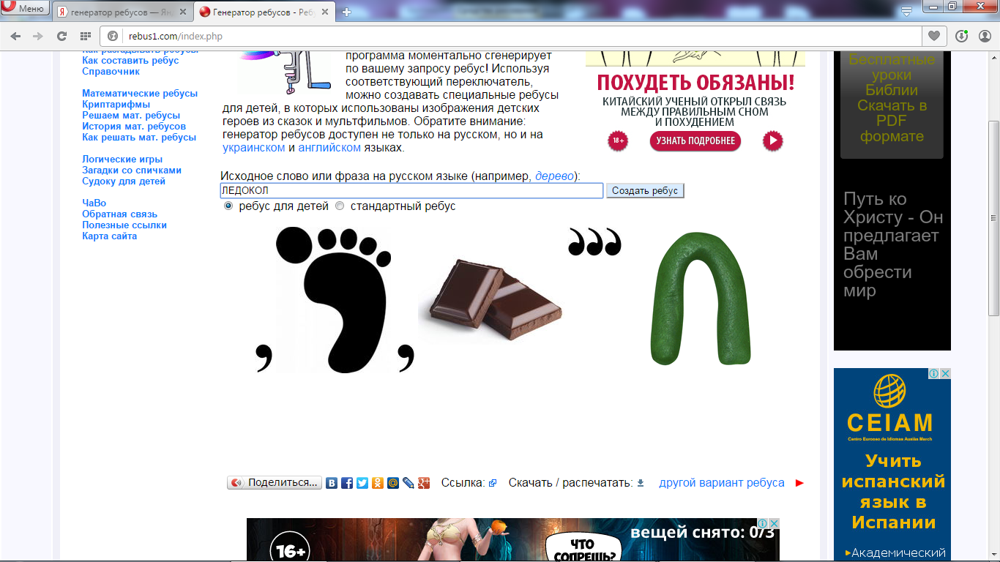 Меню
генератор ребусов — Янд
Генератор ребусов - Ребу
rebus1.com/index.php
Как разгадывать ребусы
Как составить ребус
Справочник
Математические ребусы
Криптарифмы
Решаем мат. ребусы
История мат. ребусов
Как решать мат. ребусы
Логические игры
Загадки со спичками
Судоку для детей
ЧаВо
Обратная связь
Полезные ссылки
Карта сайта
программа моментально сгенерирует
по вашему запросу ребус! Используя
соответствующий переключатель,
можно создавать специальные ребусы
для детей, в которых использованы изображения детских
героев из сказок и мультфильмов. Обратите внимание:
генератор ребусов доступен не только на русском, но и на
украинском и английском языках.
Исходное слово или фраза на русском языке (например, дерево):
ЛЕДОКОЛ
Создать ребус
ребус для детей
стандартный ребус
,
,
,,,
Л
Поделиться...
Ссылка:
Скачать / распечатать:
другой вариант ребуса
ПОХУДЕТЬ ОБЯЗАНЫ!
КИТАЙСКИЙ УЧЕНЫЙ ОТКРЫЛ СВЯЗЬ
МЕЖДУ ПРАВИЛЬНЫМ СНОМ
И ПОХУДЕНИЕМ
18+
УЗНАТЬ ПОДРОБНЕЕ
Бесплатные
уроки
Библии
Скачать в
PDF
формате
Путь ко
Христу - Он
предлагает
Вам
обрести
мир
CEIAM
Centro Europeo de Idiomas Ausiàs March
Учить
испанский
язык в
Испании
Академический
16+
ЧТО
СОПРЕШЬ?
вещей снято: 0/3